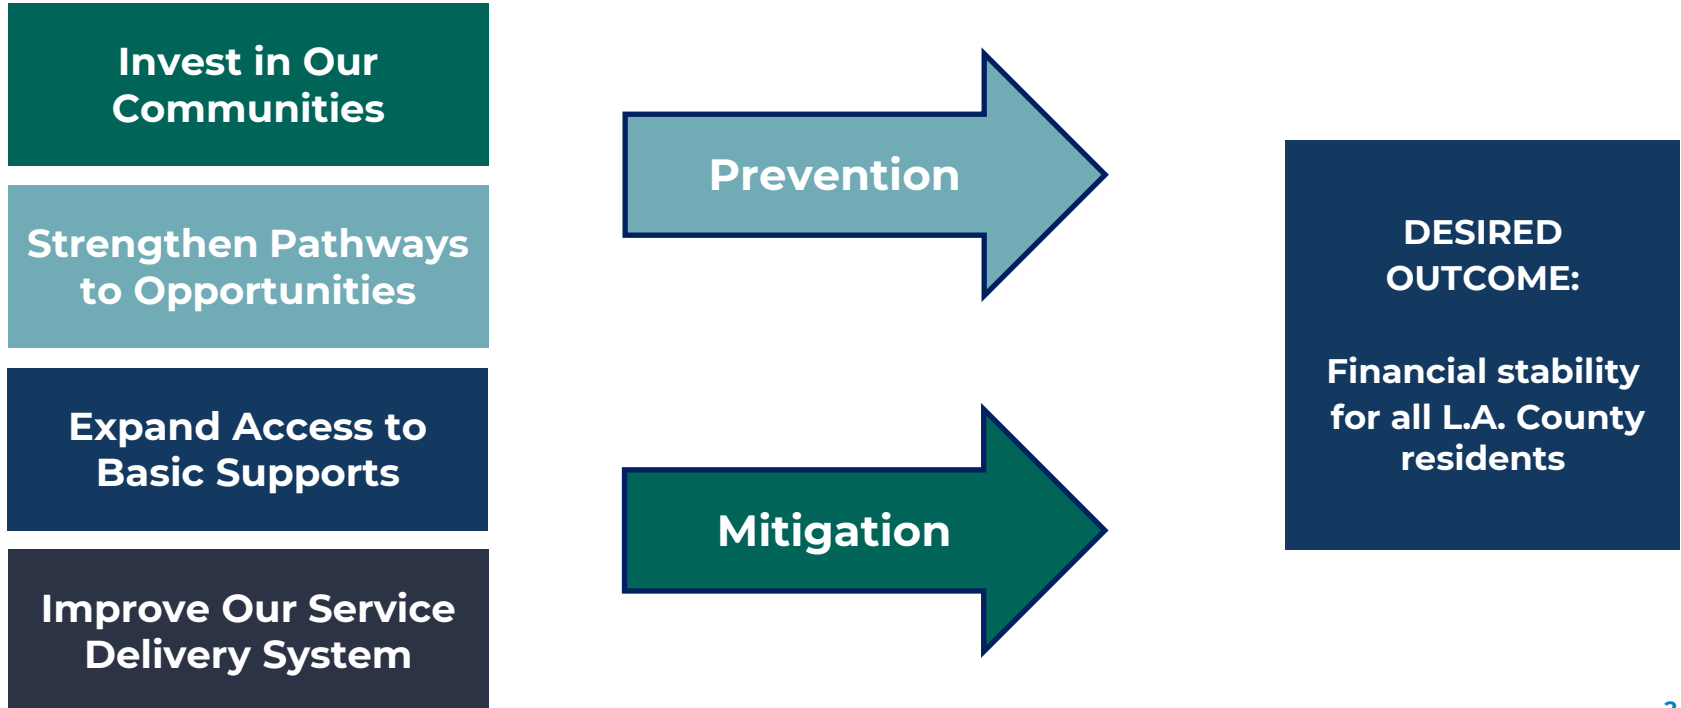 Invest in Our
Communities
Strengthen Pathways
to Opportunities
Expand Access to
Basic Supports
Improve Our Service
Delivery System
Prevention
Mitigation
DESIRED
OUTCOME:
Financial stability
for all L.A. County
residents